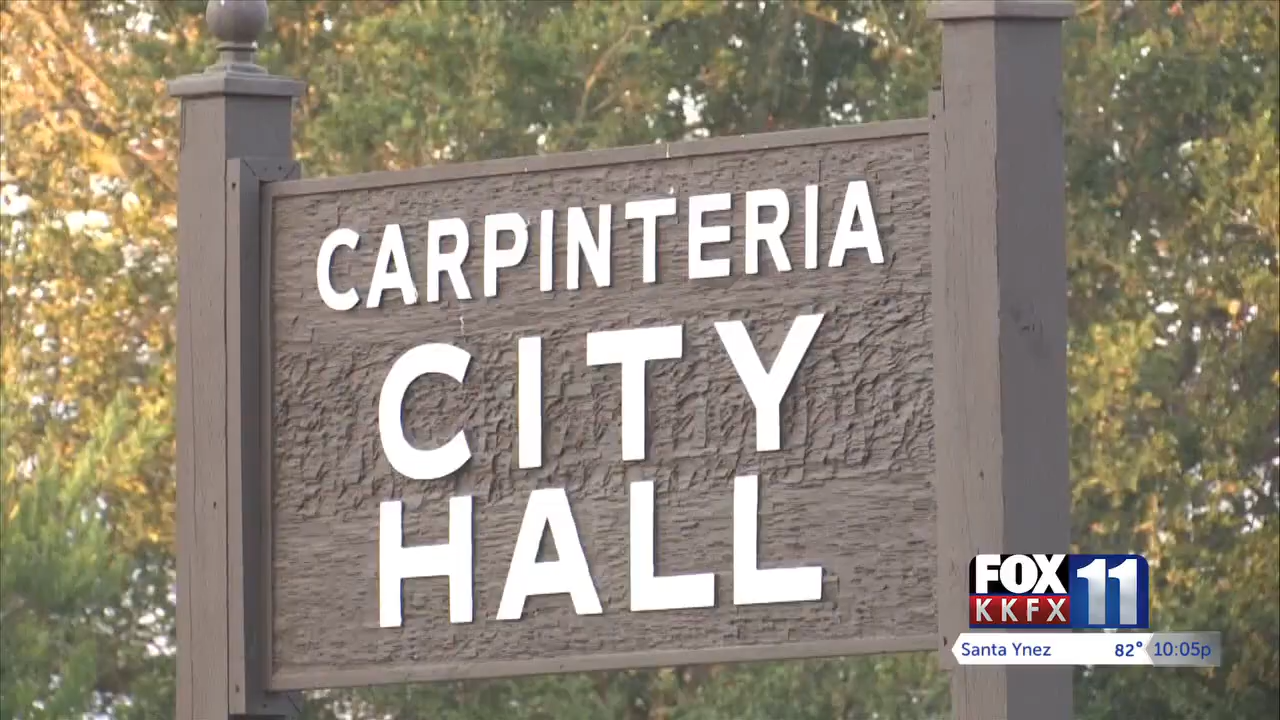 CARPINTERIA
CITY
HALL
FOX 11
KKFX
Santa Ynez 82° 10:05p